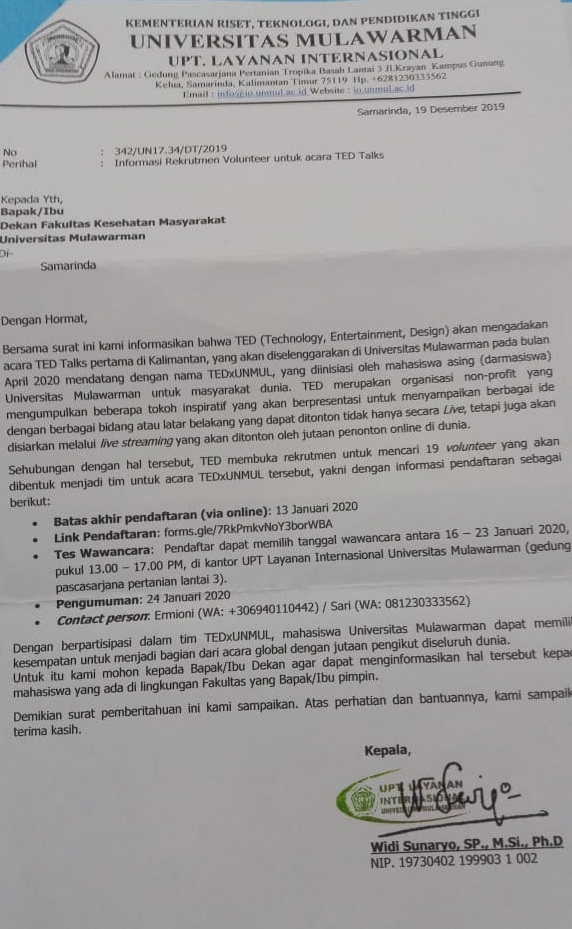 KEMENTERIAN RISET, TEKNOLOGI, DAN PENDIDIKAN TINGGI
UNIVERSITAS MULAWARMAN
UPT. LAYANAN INTERNASIONAL
Alamat : Gedung Pascasarjana Pertanian Tropika Basah Lantai 3 Jl.Krayan Kampus Gunung
Kelua, Samarinda, Kalimantan Timur 75119 Hp. +6281230333562
Email : info@io.unmul.ac.id Website : io.unmul.ac.id
Samarinda, 19 Desember 2019
No : 342/UN17.34/DT/2019
Perihal : Informasi Rekrutmen Volunteer untuk acara TED Talks
Kepada Yth,
Bapak/Ibu
Dekan Fakultas Kesehatan Masyarakat
Universitas Mulawarman
Di-
Samarinda
Dengan Hormat,
Bersama surat ini kami informasikan bahwa TED (Technology, Entertainment, Design) akan mengadakan
acara TED Talks pertama di Kalimantan, yang akan diselenggarakan di Universitas Mulawarman pada bulan
April 2020 mendatang dengan nama TEDxUNMUL, yang diinisiasi oleh mahasiswa asing (darmasiswa)
Universitas Mulawarman untuk masyarakat dunia. TED merupakan organisasi non-profit yang
mengumpulkan beberapa tokoh inspiratif yang akan berpresentasi untuk menyampaikan berbagai ide
dengan berbagai bidang atau latar belakang yang dapat ditonton tidak hanya secara Live, tetapi juga akan
disiarkan melalui live streaming yang akan ditonton oleh jutaan penonton online di dunia.
Sehubungan dengan hal tersebut, TED membuka rekrutmen untuk mencari 19 volunteer yang akan
dibentuk menjadi tim untuk acara TEDxUNMUL tersebut, yakni dengan informasi pendaftaran sebagai
berikut:
• Batas akhir pendaftaran (via online): 13 Januari 2020
• Link Pendaftaran: forms.gle/7RkPmkvNoY3borWBA
• Tes Wawancara: Pendaftar dapat memilih tanggal wawancara antara 16 – 23 Januari 2020,
pukul 13.00 – 17.00 PM, di kantor UPT Layanan Internasional Universitas Mulawarman (gedung
pascasarjana pertanian lantai 3).
• Pengumuman: 24 Januari 2020
• Contact person: Ermioni (WA: +306940110442) / Sari (WA: 081230333562)
Dengan berpartisipasi dalam tim TEDxUNMUL, mahasiswa Universitas Mulawarman dapat memili
kesempatan untuk menjadi bagian dari acara global dengan jutaan pengikut diseluruh dunia.
Untuk itu kami mohon kepada Bapak/Ibu Dekan agar dapat menginformasikan hal tersebut kepad
mahasiswa yang ada di lingkungan Fakultas yang Bapak/Ibu pimpin.
Demikian surat pemberitahuan ini kami sampaikan. Atas perhatian dan bantuannya, kami sampaik
terima kasih.
Kepala,
UPT LAYANAN
INTERNASIONAL
UNIVERSITAS MULAWARMAN
Widi Sunaryo, SP., M.Si., Ph.D
NIP. 19730402 199903 1 002